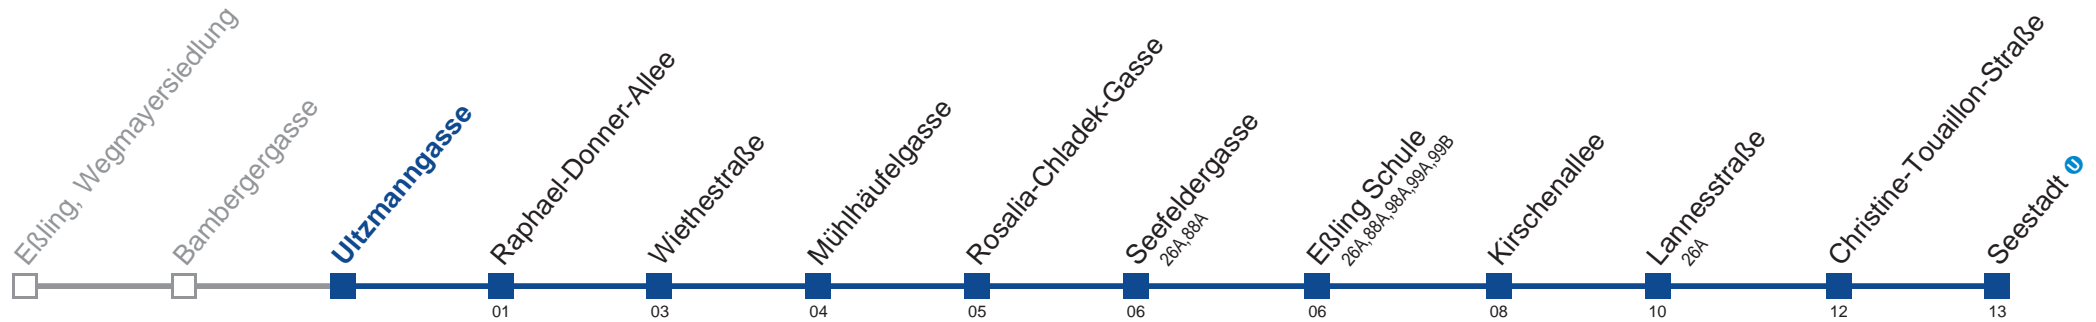 Eßling, Wegmayersiedlung
Bambergergasse
Ultzmanngasse
Raphael-Donner-Allee
01
Wiethestraße
03
Mühlhäufelgasse
04
Rosalia-Chladek-Gasse
05
Seefeldergasse
26A,88A
06
Eßling Schule
26A,88A,98A,99A,99B
06
Kirschenallee
08
Lannesstraße
26A
10
Christine-Touaillon-Straße
12
Seestadt U
13